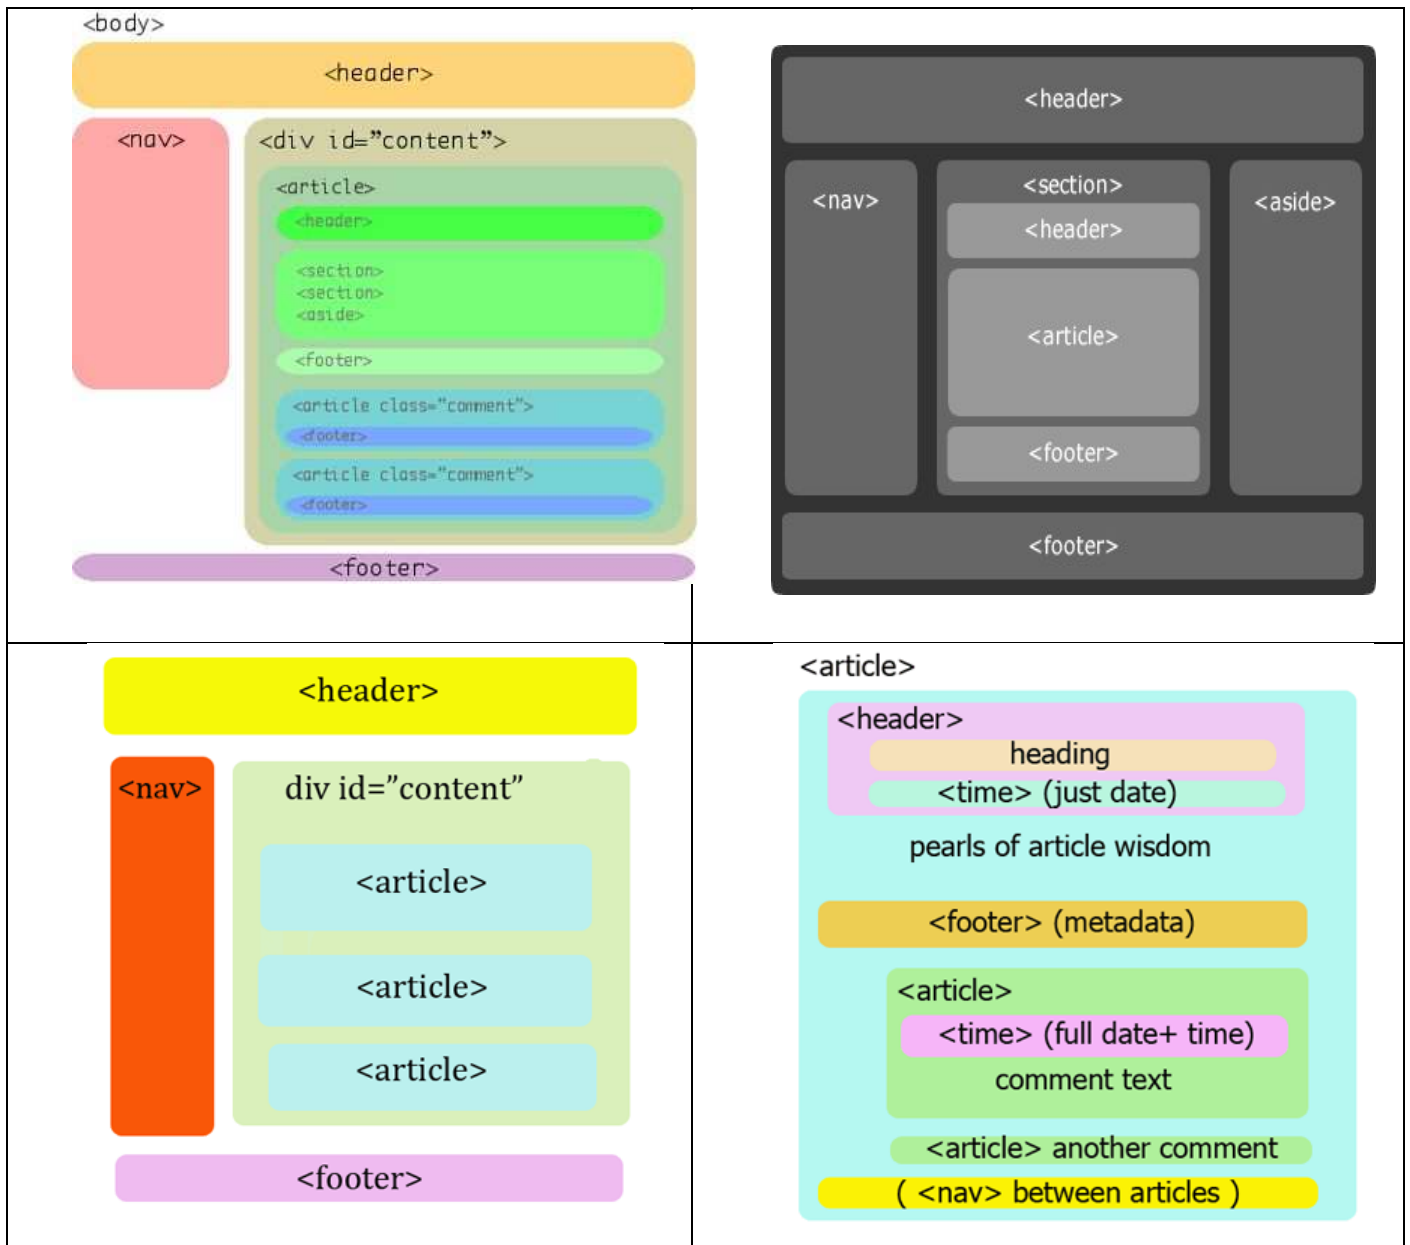 <body>
<header>
<nav>
<div id=”content”>
<article>
<header>
<section>
<section>
<aside>
<footer>
<article class=”comment”>
<footer>
<article class=”comment”>
<footer>
<footer>
<header>
<nav>
<section>
<header>
<article>
<footer>
<aside>
<footer>
<header>
<nav>
div id=”content”
<article>
<article>
<article>
<footer>
<article>
<header>
heading
<time> (just date)
pearls of article wisdom
<footer> (metadata)
<article>
<time> (full date+ time)
comment text
<article> another comment
( <nav> between articles )